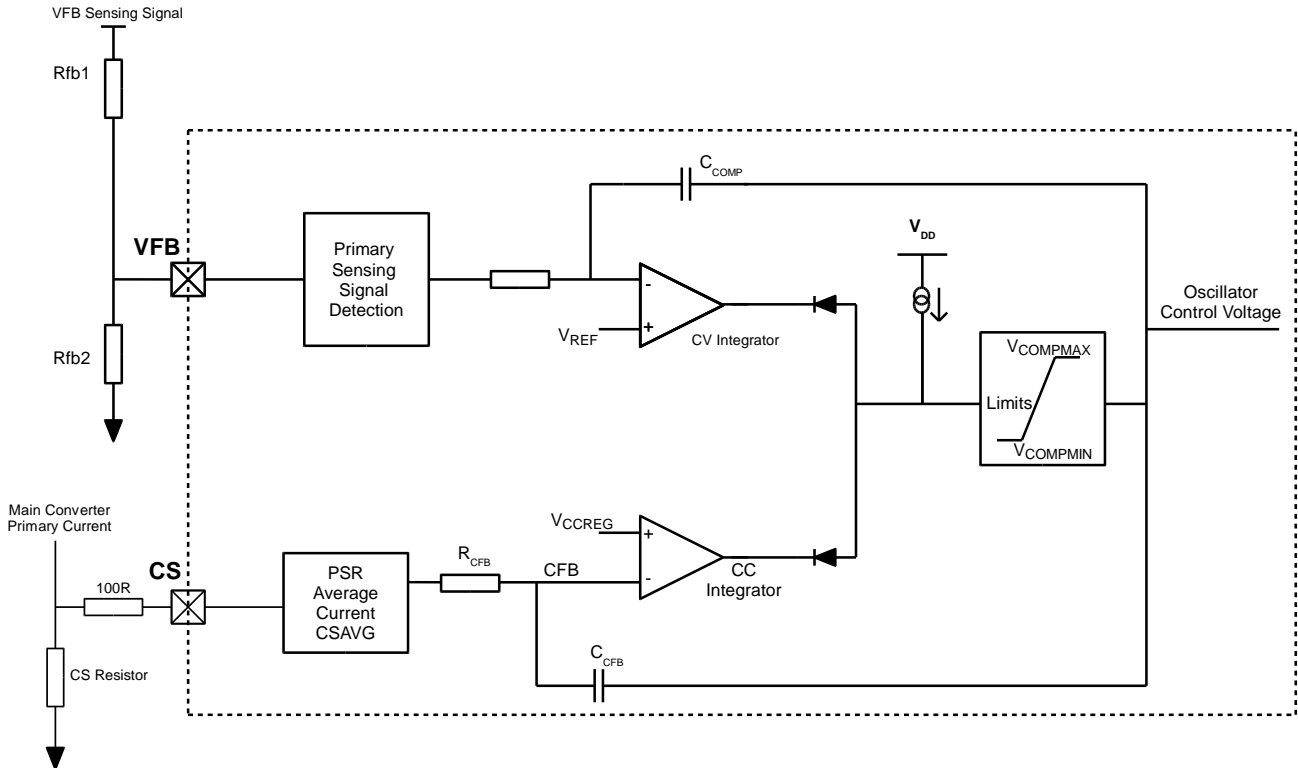 VFB Sensing Signal
Rfb1
C_COMP
V_DD
VFB
Primary
Sensing
Signal
Detection
-
+
V_REF
CV Integrator
Oscillator
Control Voltage
Rfb2
V_COMPMAX
Limits
V_COMPMIN
Main Converter
Primary Current
V_CCREG
+
-
R_CFB
CFB
CC
Integrator
CS
100R
PSR
Average
Current
CSAVG
C_CFB
CS Resistor